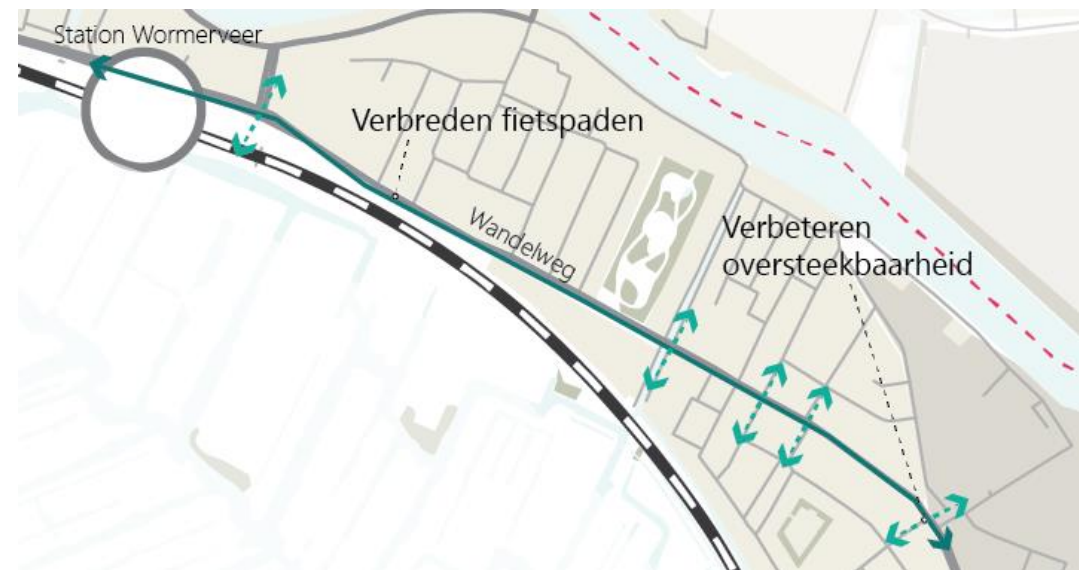 Station Wormerveer
Verbreden fietspaden
Wandelweg
Verbeteren
oversteekbaarheid